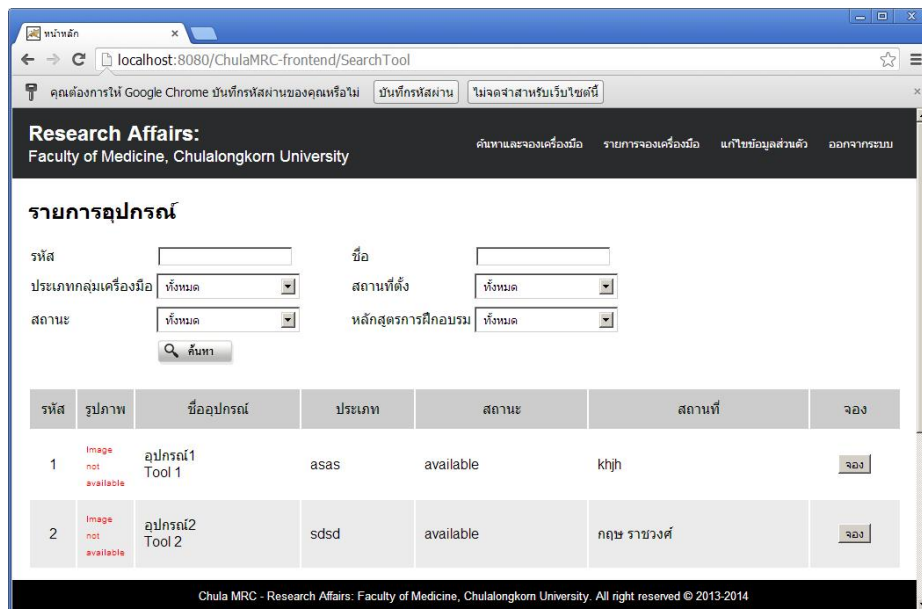 หน้าหลัก
localhost:8080/ChulaMRC-frontend/SearchTool
คุณต้องการให้ Google Chrome บันทึกรหัสผ่านของคุณหรือไม่ บันทึกรหัสผ่าน ไม่จดจำสำหรับเว็บไซต์นี้
Research Affairs:
Faculty of Medicine, Chulalongkorn University
ค้นหาและจองเครื่องมือ รายการจองเครื่องมือ แก้ไขข้อมูลส่วนตัว ออกจากระบบ
รายการอุปกรณ์
รหัส ชื่อ
ประเภทกลุ่มเครื่องมือ ทั้งหมด สถานที่ตั้ง ทั้งหมด
สถานะ ทั้งหมด หลักสูตรการฝึกอบรม ทั้งหมด
ค้นหา
รหัส รูปภาพ ชื่ออุปกรณ์ ประเภท สถานะ สถานที่ จอง
1 Image not available อุปกรณ์1 Tool 1 asas available khjh จอง
2 Image not available อุปกรณ์2 Tool 2 sdsd available กฤษ ราชวงศ์ จอง
Chula MRC - Research Affairs: Faculty of Medicine, Chulalongkorn University. All right reserved © 2013-2014